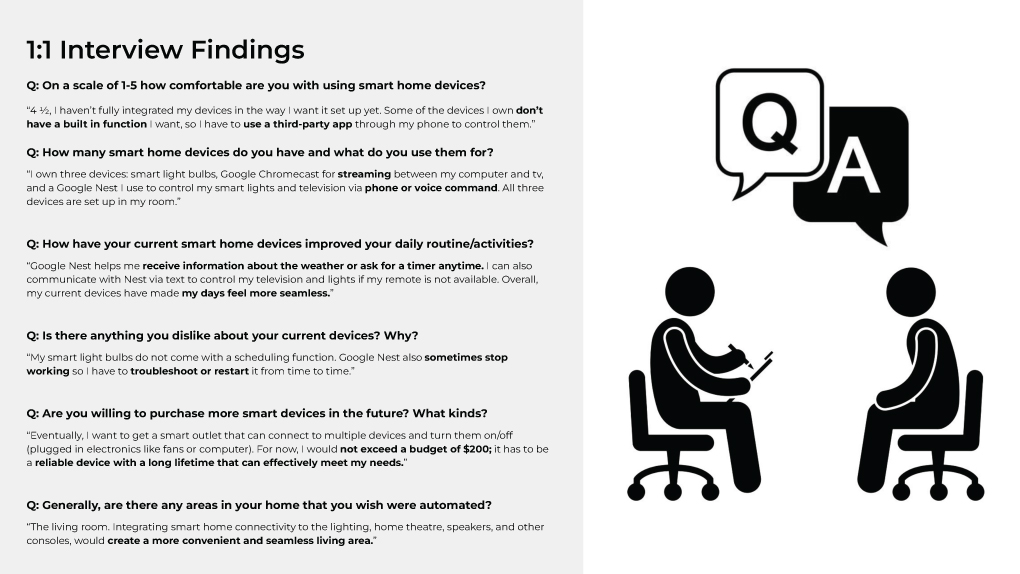 1:1 Interview Findings
Q: On a scale of 1-5 how comfortable are you with using smart home devices?
“4 ½, I haven’t fully integrated my devices in the way I want it set up yet. Some of the devices I own don’t
have a built in function I want, so I have to use a third-party app through my phone to control them.”
Q: How many smart home devices do you have and what do you use them for?
“I own three devices: smart light bulbs, Google Chromecast for streaming between my computer and tv,
and a Google Nest I use to control my smart lights and television via phone or voice command. All three
devices are set up in my room.”
Q: How have your current smart home devices improved your daily routine/activities?
“Google Nest helps me receive information about the weather or ask for a timer anytime. I can also
communicate with Nest via text to control my television and lights if my remote is not available. Overall,
my current devices have made my days feel more seamless.”
Q: Is there anything you dislike about your current devices? Why?
“My smart light bulbs do not come with a scheduling function. Google Nest also sometimes stop
working so I have to troubleshoot or restart it from time to time.”
Q: Are you willing to purchase more smart devices in the future? What kinds?
“Eventually, I want to get a smart outlet that can connect to multiple devices and turn them on/off
(plugged in electronics like fans or computer). For now, I would not exceed a budget of $200; it has to be
a reliable device with a long lifetime that can effectively meet my needs.”
Q: Generally, are there any areas in your home that you wish were automated?
“The living room. Integrating smart home connectivity to the lighting, home theatre, speakers, and other
consoles, would create a more convenient and seamless living area.”
Q
A